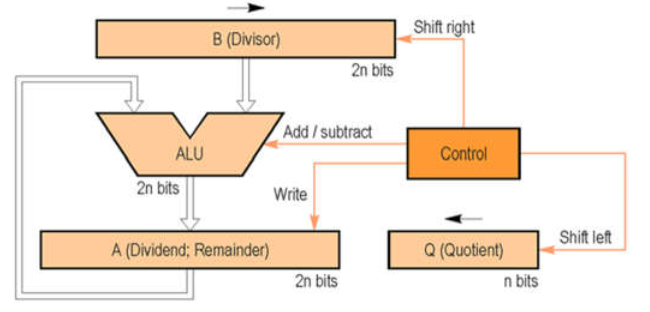 B (Divisor)
Shift right
2n bits
Add / subtract
ALU
Control
2n bits
Write
A (Dividend; Remainder)
Q (Quotient)
Shift left
2n bits
n bits